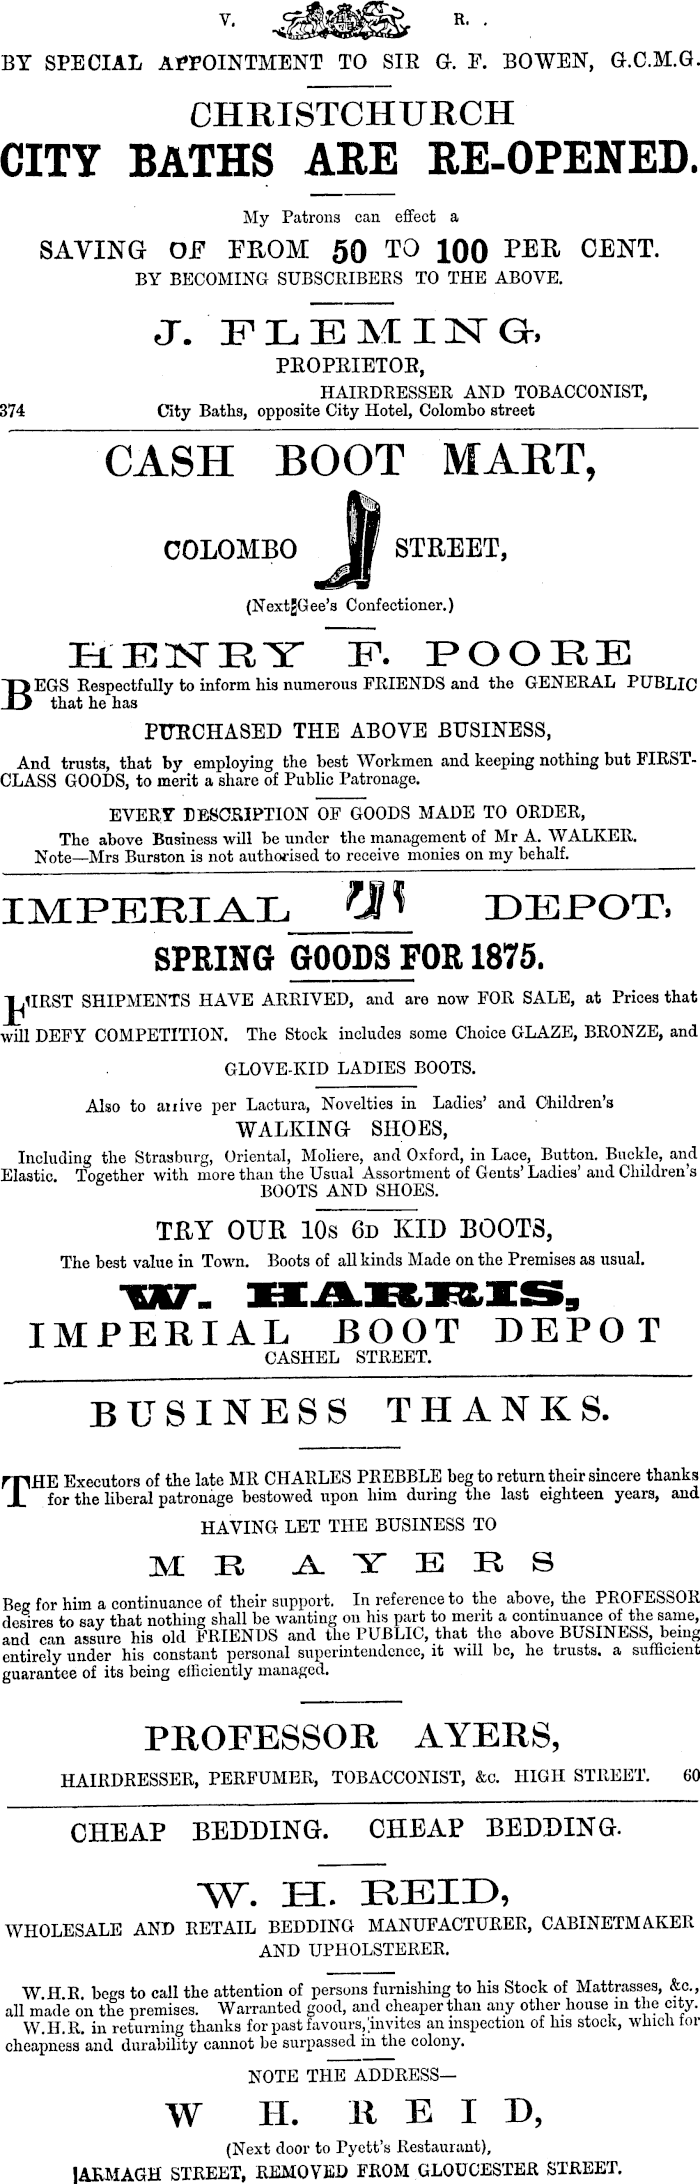 V. R.
BY SPECIAL APPOINTMENT TO SIR G. F. BOWEN, G.C.M.G.
CHRISTCHURCH
CITY BATHS ARE RE-OPENED.
My Patrons can effect a
SAVING OF FROM 50 TO 100 PER CENT.
BY BECOMING SUBSCRIBERS TO THE ABOVE.
J. FLEMING,
PROPRIETOR,
HAIRDRESSER AND TOBACCONIST,
374 City Baths, opposite City Hotel, Colombo street
CASH BOOT MART,
COLOMBO STREET,
(Next Gee's Confectioner.)
HENRY F. POORE
BEGS Respectfully to inform his numerous FRIENDS and the GENERAL PUBLIC
that he has
PURCHASED THE ABOVE BUSINESS,
And trusts, that by employing the best Workmen and keeping nothing but FIRST-
CLASS GOODS, to merit a share of Public Patronage.
EVERY DESCRIPTION OF GOODS MADE TO ORDER,
The above Business will be under the management of Mr A. WALKER.
Note—Mrs Burston is not authorised to receive monies on my behalf.
IMPERIAL DEPOT,
SPRING GOODS FOR 1875.
FIRST SHIPMENTS HAVE ARRIVED, and are now FOR SALE, at Prices that
will DEFY COMPETITION. The Stock includes some Choice GLAZE, BRONZE, and
GLOVE-KID LADIES BOOTS.
Also to arrive per Lactura, Novelties in Ladies' and Children's
WALKING SHOES,
Including the Strasburg, Oriental, Moliere, and Oxford, in Lace, Button. Buckle, and
Elastic. Together with more than the Usual Assortment of Gents' Ladies' and Children's
BOOTS AND SHOES.
TRY OUR 10s 6D KID BOOTS,
The best value in Town. Boots of all kinds Made on the Premises as usual.
W. HARRIS,
IMPERIAL BOOT DEPOT
CASHEL STREET.
BUSINESS THANKS.
THE Executors of the late MR CHARLES PREBBLE beg to return their sincere thanks
for the liberal patronage bestowed upon him during the last eighteen years, and
HAVING LET THE BUSINESS TO
MR AYERS
Beg for him a continuance of their support. In reference to the above, the PROFESSOR
desires to say that nothing shall be wanting on his part to merit a continuance of the same,
and can assure his old FRIENDS and the PUBLIC, that the above BUSINESS, being
entirely under his constant personal superintendence, it will be, he trusts. a sufficient
guarantee of its being efficiently managed.
PROFESSOR AYERS,
HAIRDRESSER, PERFUMER, TOBACCONIST, &c. HIGH STREET. 60
CHEAP BEDDING. CHEAP BEDDING.
W. H. REID,
WHOLESALE AND RETAIL BEDDING MANUFACTURER, CABINETMAKER
AND UPHOLSTERER.
W.H.R. begs to call the attention of persons furnishing to his Stock of Mattrasses, &c.,
all made on the premises. Warranted good, and cheaper than any other house in the city.
W.H.R. in returning thanks for past favours, invites an inspection of his stock, which for
cheapness and durability cannot be surpassed in the colony.
NOTE THE ADDRESS—
W H. REID,
(Next door to Pyett's Restaurant),
ARMAGH STREET, REMOVED FROM GLOUCESTER STREET.